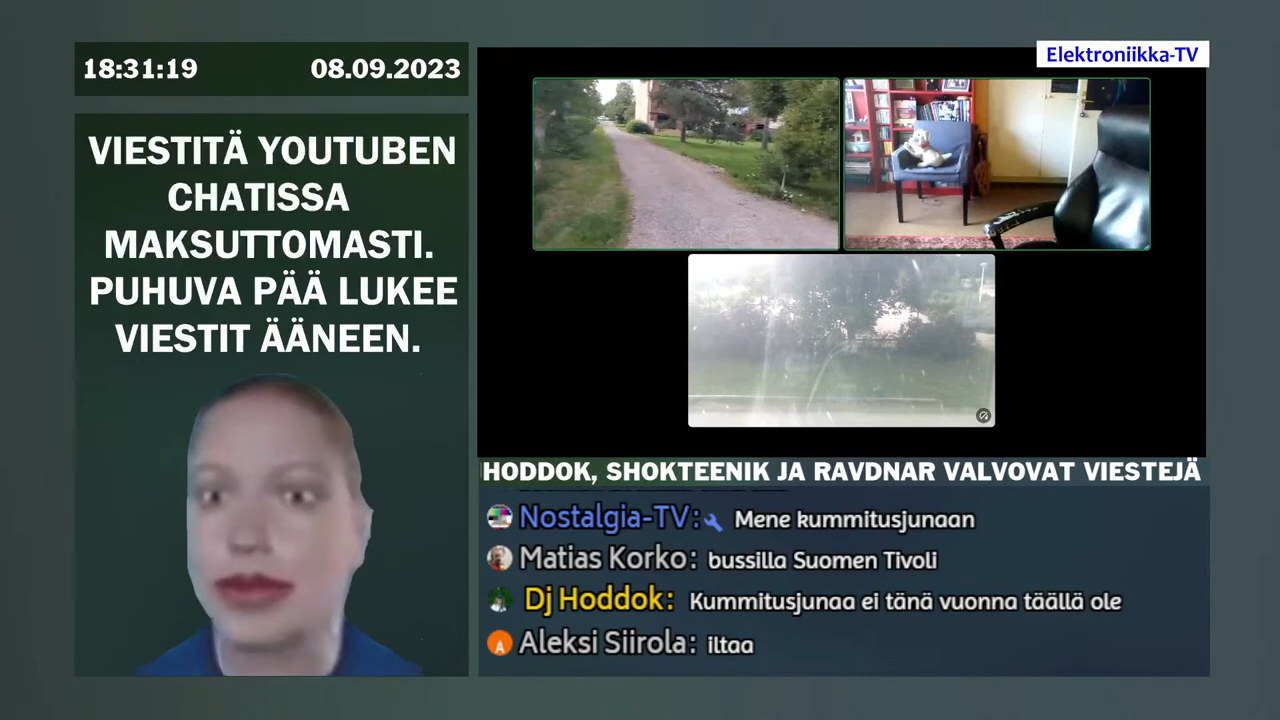 18:31:19 08.09.2023
VIESTITÄ YOUTUBEN
CHATISSA
MAKSUTTOMASTI.
PUHUVA PÄÄ LUKEE
VIESTIT ÄÄNEEN.
Elektroniikka-TV
HODDOK, SHOKTEENIK JA RAVDNAR VALVOVAT VIESTEJÄ
Nostalgia-TV: Mene kummitusjunaan
Matias Korko: bussilla Suomen Tivoli
Dj Hoddok: Kummitusjunaa ei tänä vuonna täällä ole
A Aleksi Siirola: iltaa